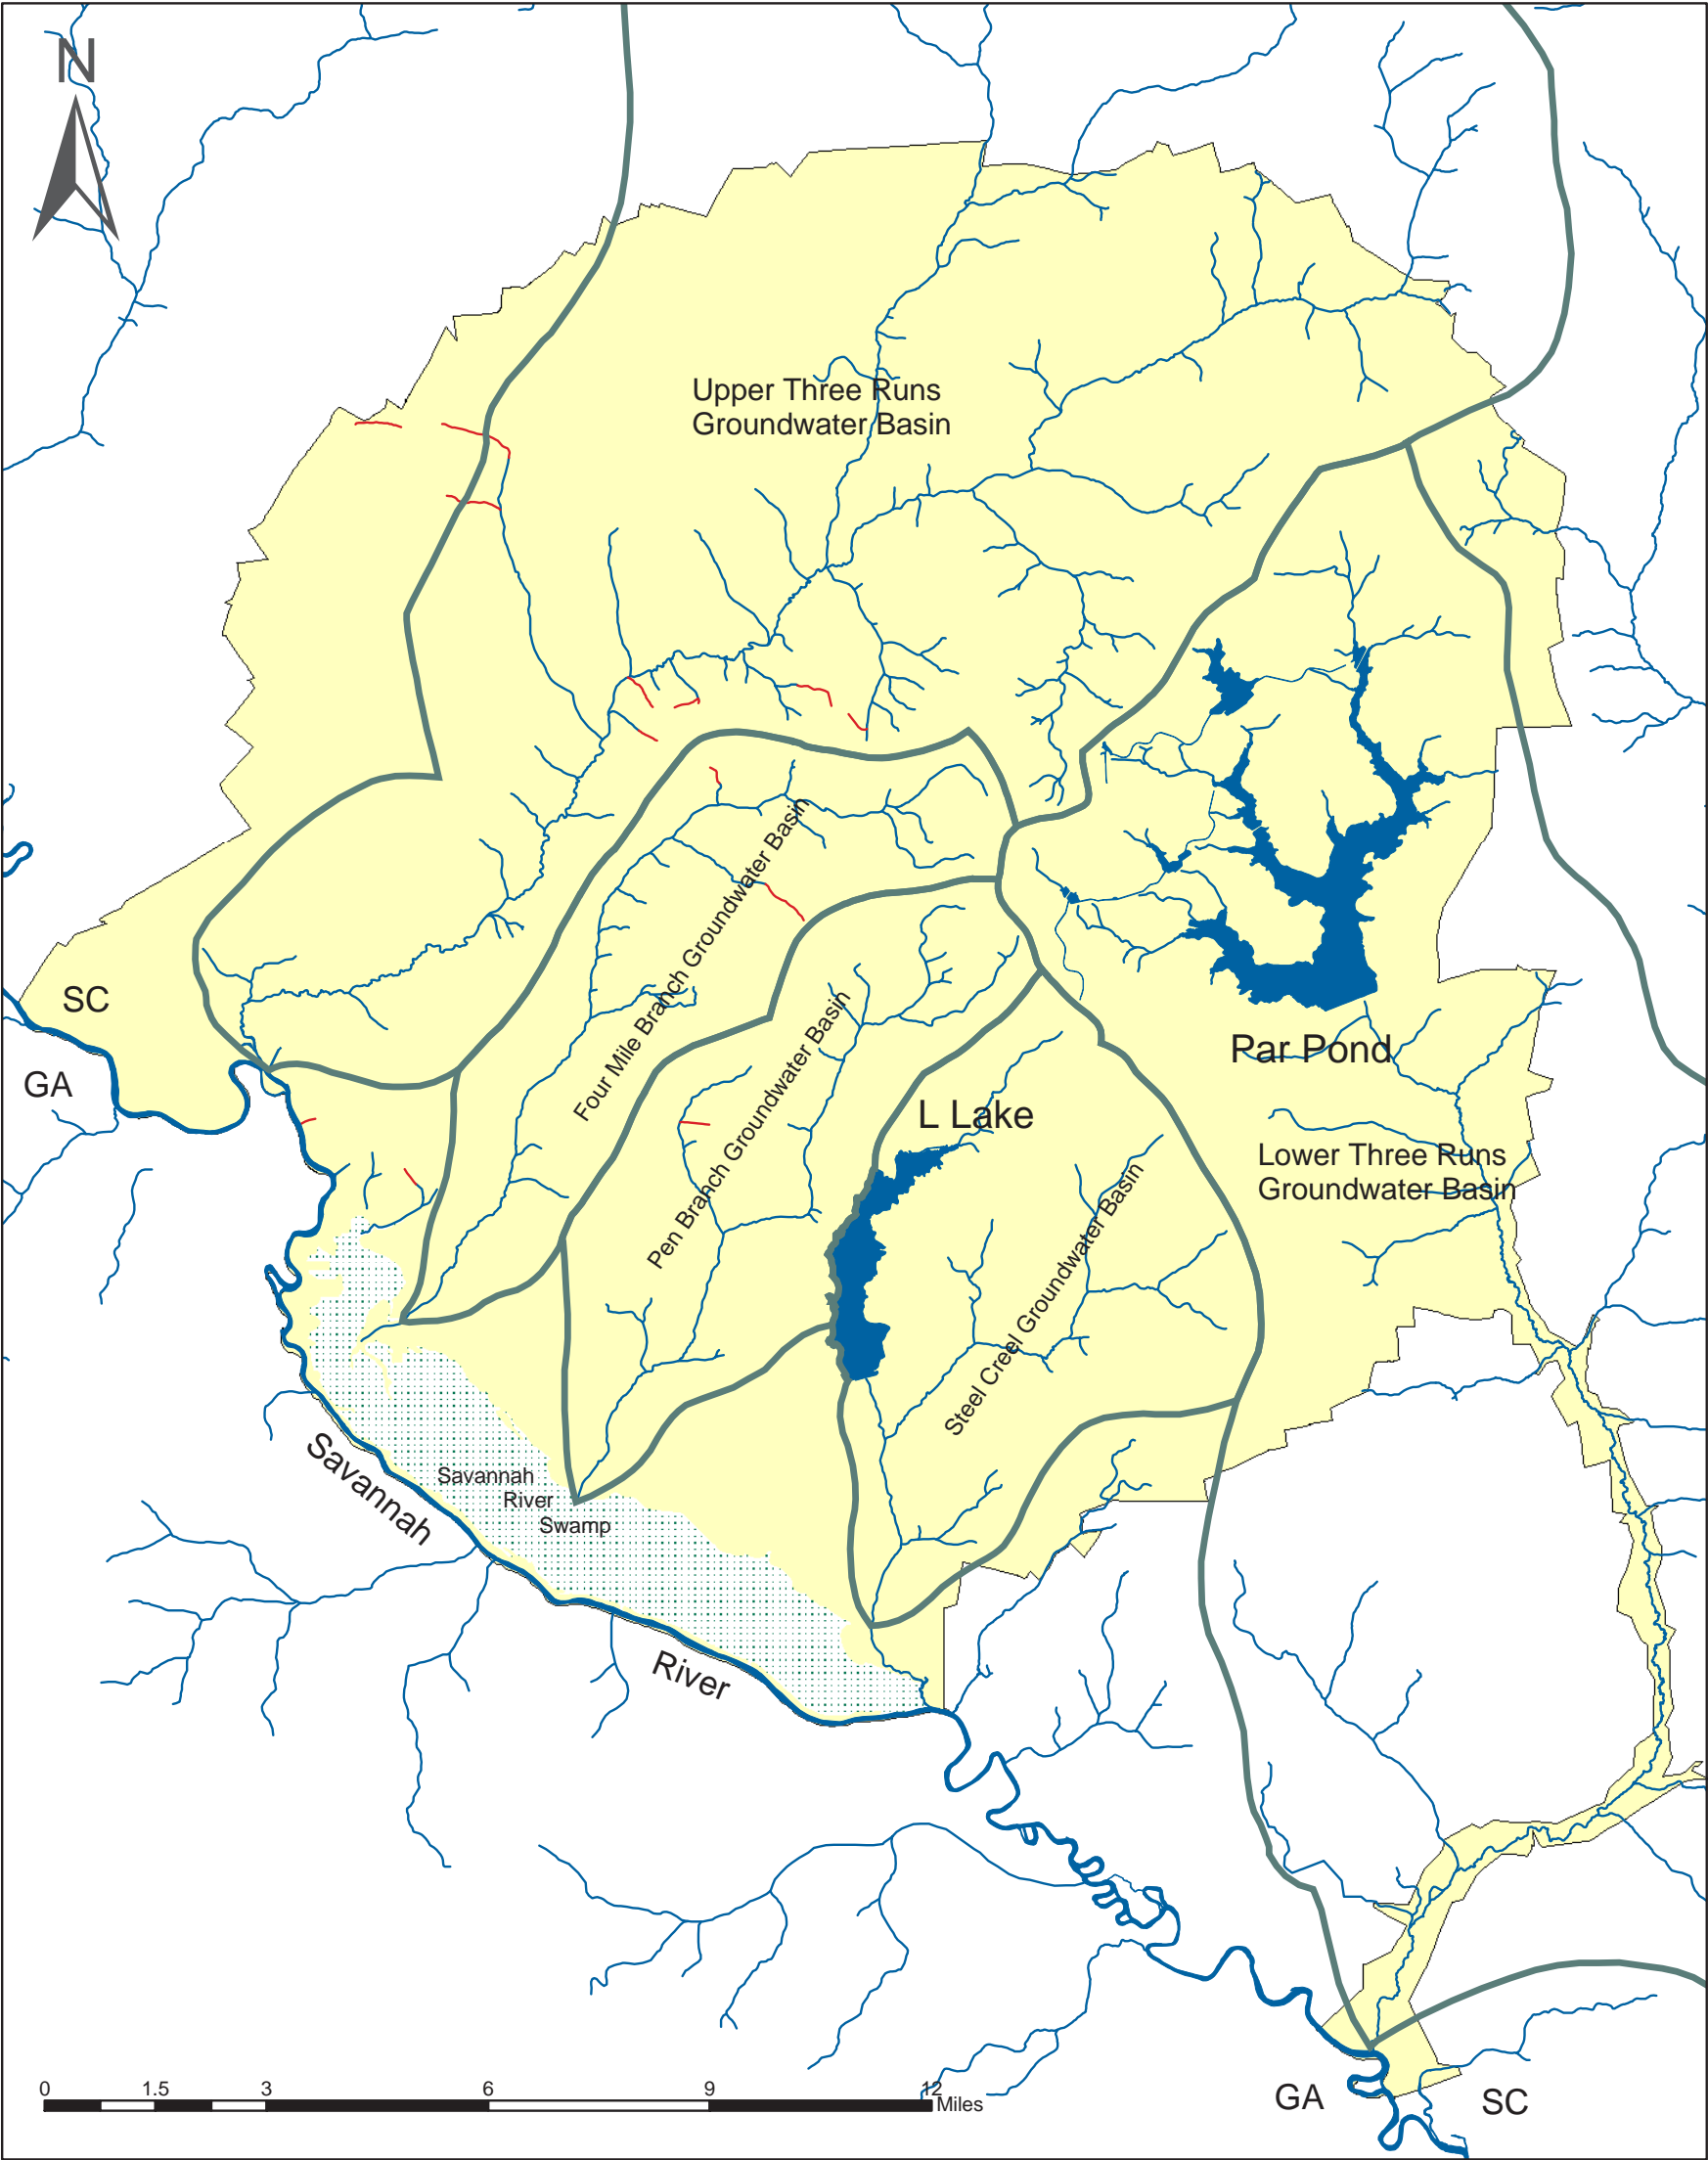 N
Upper Three Runs
Groundwater Basin
Four Mile Branch Groundwater Basin
SC
GA
Pen Branch Groundwater Basin
Par Pond
L Lake
Lower Three Runs
Groundwater Basin
Steel Creel Groundwater Basin
Savannah
River
Swamp
Savannah
River
0 1.5 3 6 9 12
Miles
GA
SC